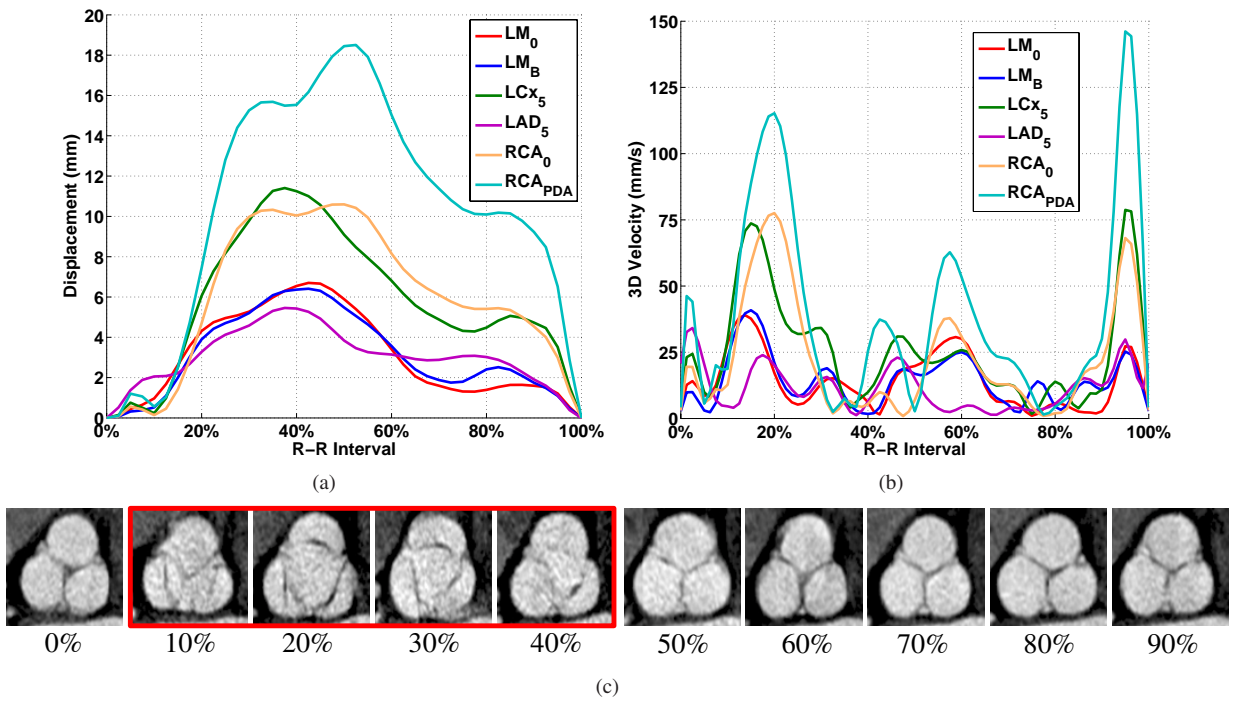 20
18
16
14
12
10
8
6
4
2
0
0% 20% 40% 60% 80% 100%
Displacement (mm)
R−R Interval
LM0
LMB
LCx5
LAD5
RCA0
RCAPDA
(a)
150
125
100
75
50
25
0
0% 20% 40% 60% 80% 100%
3D Velocity (mm/s)
R−R Interval
LM0
LMB
LCx5
LAD5
RCA0
RCAPDA
(b)
0% 10% 20% 30% 40% 50% 60% 70% 80% 90%
(c)